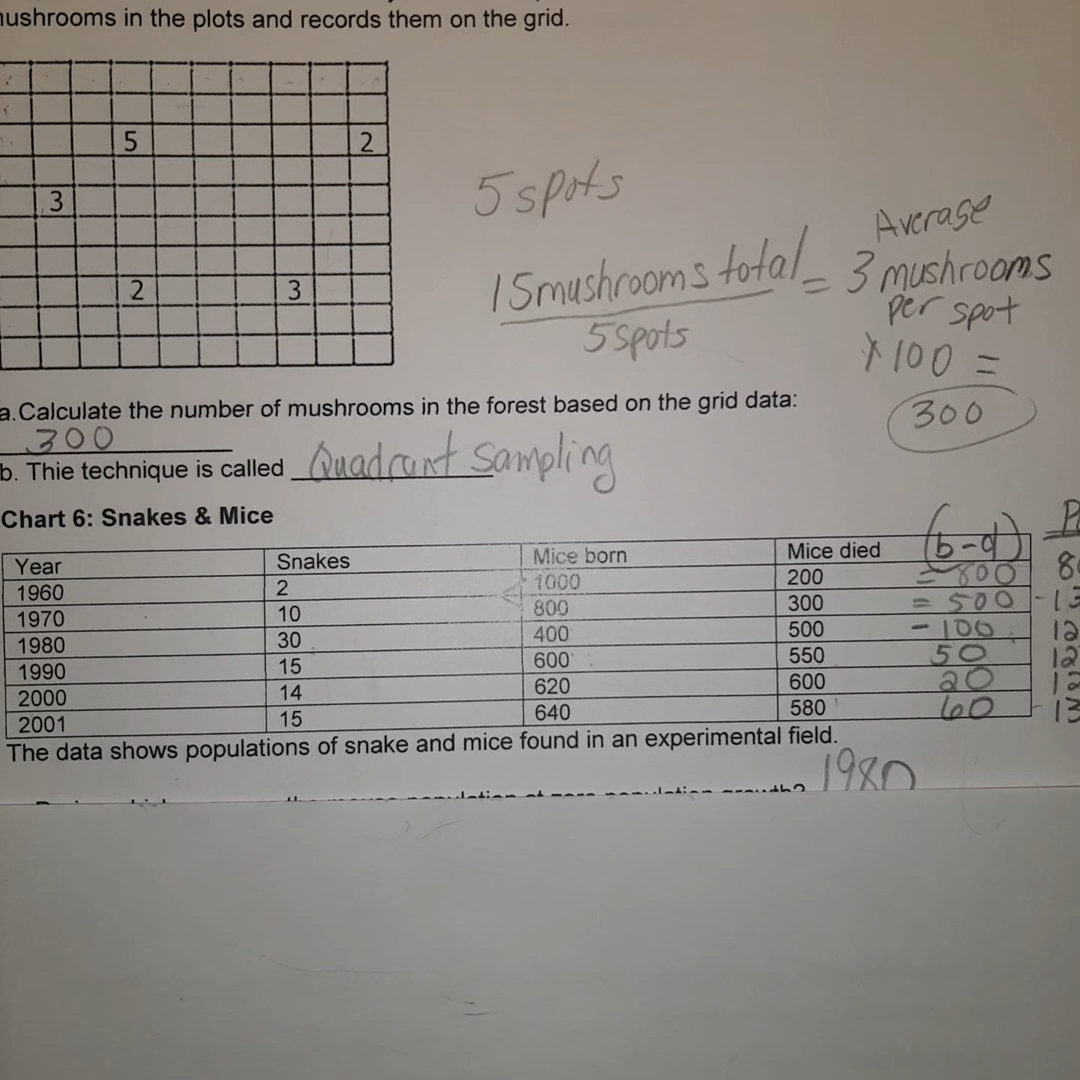 mushrooms in the plots and records them on the grid.
5 2
3
2 3
5 spots
15 mushrooms total = 3 mushrooms
5 spots
Average
per spot
x 100 =
300
a. Calculate the number of mushrooms in the forest based on the grid data:
300
b. Thie technique is called Quadrant Sampling
Chart 6: Snakes & Mice
Year Snakes Mice born Mice died (b-d)
1960 2 1000 200 = 800
1970 10 800 300 = 500
1980 30 400 500 - 100 12
1990 15 600 550 50 12
2000 14 620 600 20 12
2001 15 640 580 60 13
The data shows populations of snake and mice found in an experimental field.
1980